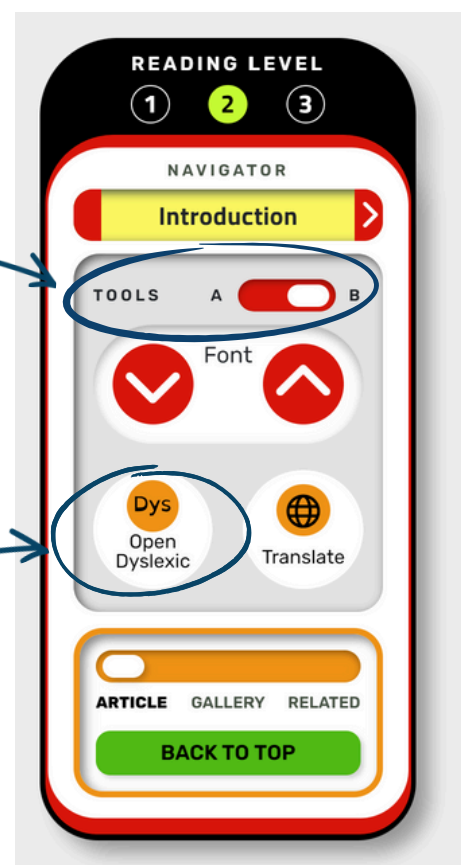 READING LEVEL
1 2 3
NAVIGATOR
Introduction
TOOLS A B
Font
Dys
Open
Dyslexic
Translate
ARTICLE GALLERY RELATED
BACK TO TOP